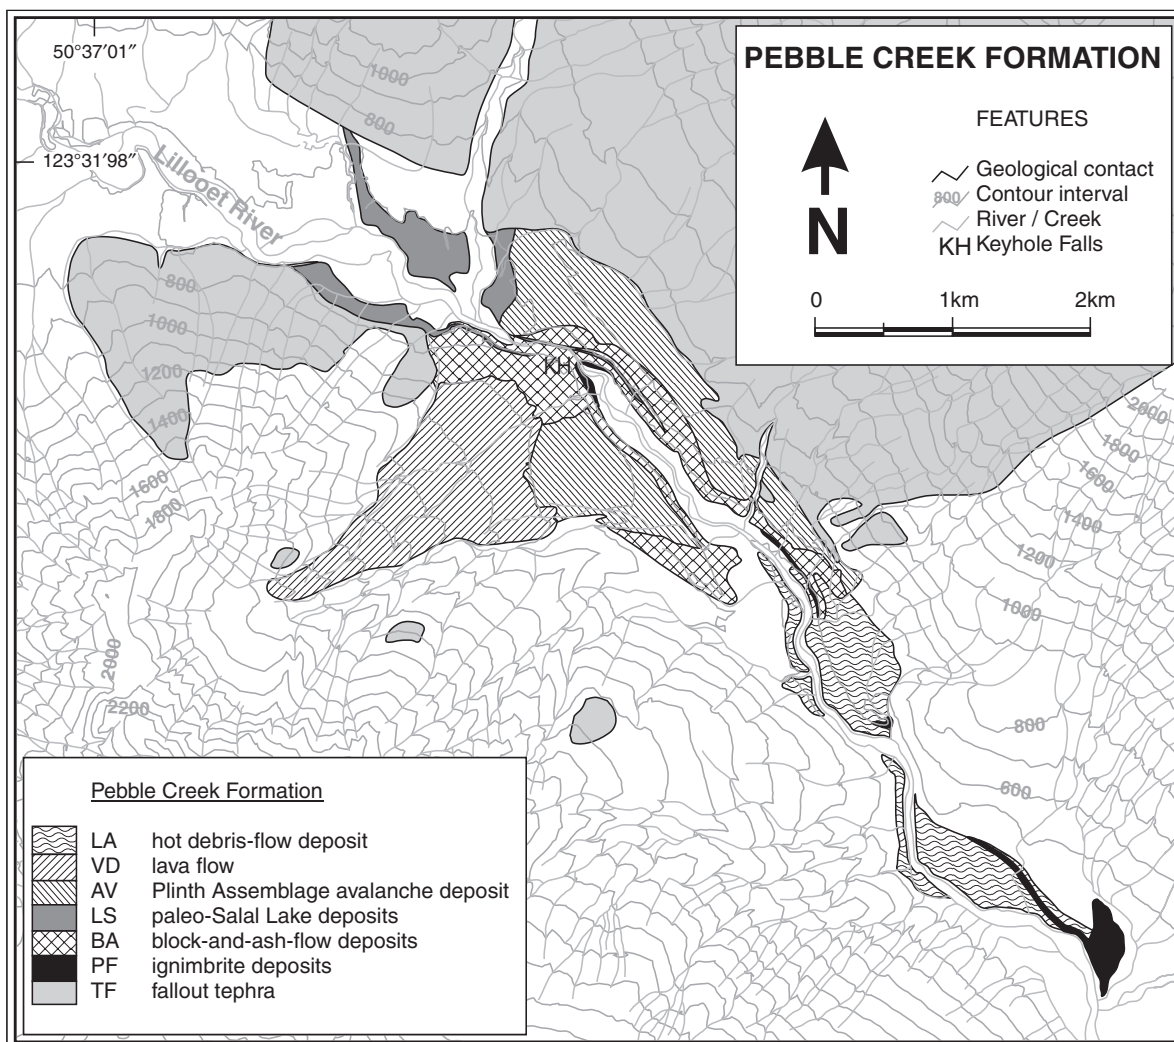 50°37′01″
123°31′98″
Lillooet River
1000
800
800
1000
1200
1400
1600
1800
2000
2200
KH
2000
1800
1600
1400
1200
1000
800
600
PEBBLE CREEK FORMATION
N
FEATURES
Geological contact
800 Contour interval
River / Creek
KH Keyhole Falls
0 1km 2km
Pebble Creek Formation
LA hot debris-flow deposit
VD lava flow
AV Plinth Assemblage avalanche deposit
LS paleo-Salal Lake deposits
BA block-and-ash-flow deposits
PF ignimbrite deposits
TF fallout tephra